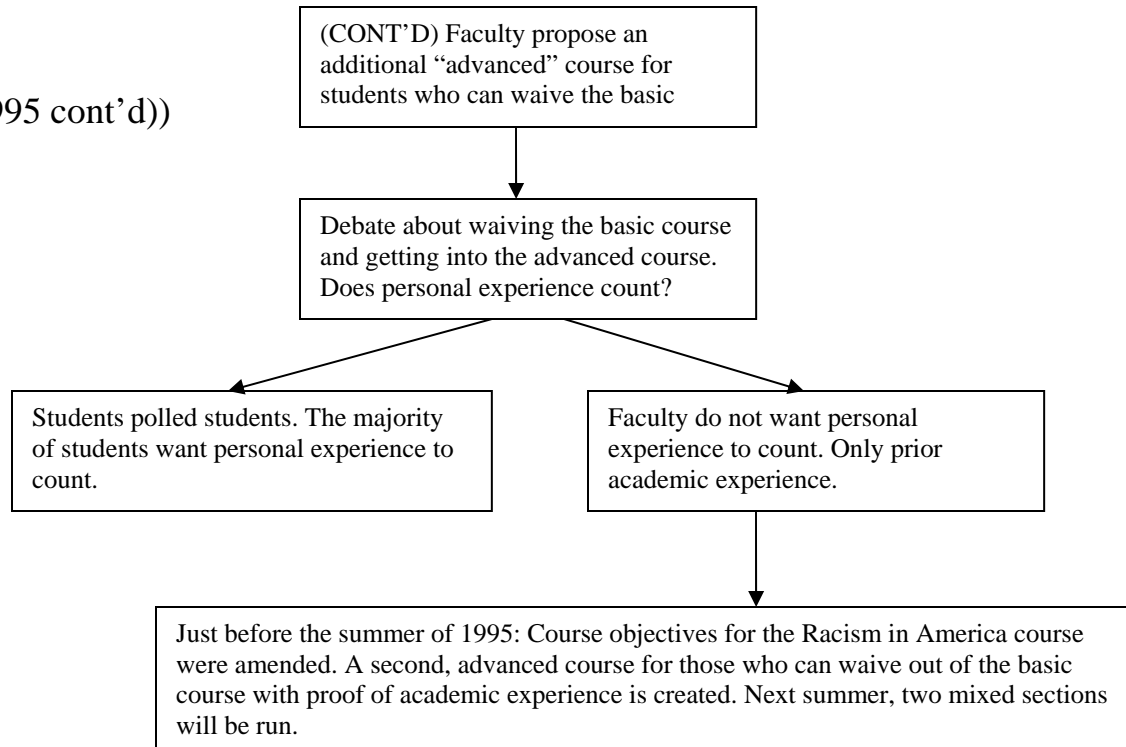 (CONT’D) Faculty propose an
additional “advanced” course for
students who can waive the basic
995 cont’d))
Debate about waiving the basic course
and getting into the advanced course.
Does personal experience count?
Students polled students. The majority
of students want personal experience to
count.
Faculty do not want personal
experience to count. Only prior
academic experience.
Just before the summer of 1995: Course objectives for the Racism in America course
were amended. A second, advanced course for those who can waive out of the basic
course with proof of academic experience is created. Next summer, two mixed sections
will be run.